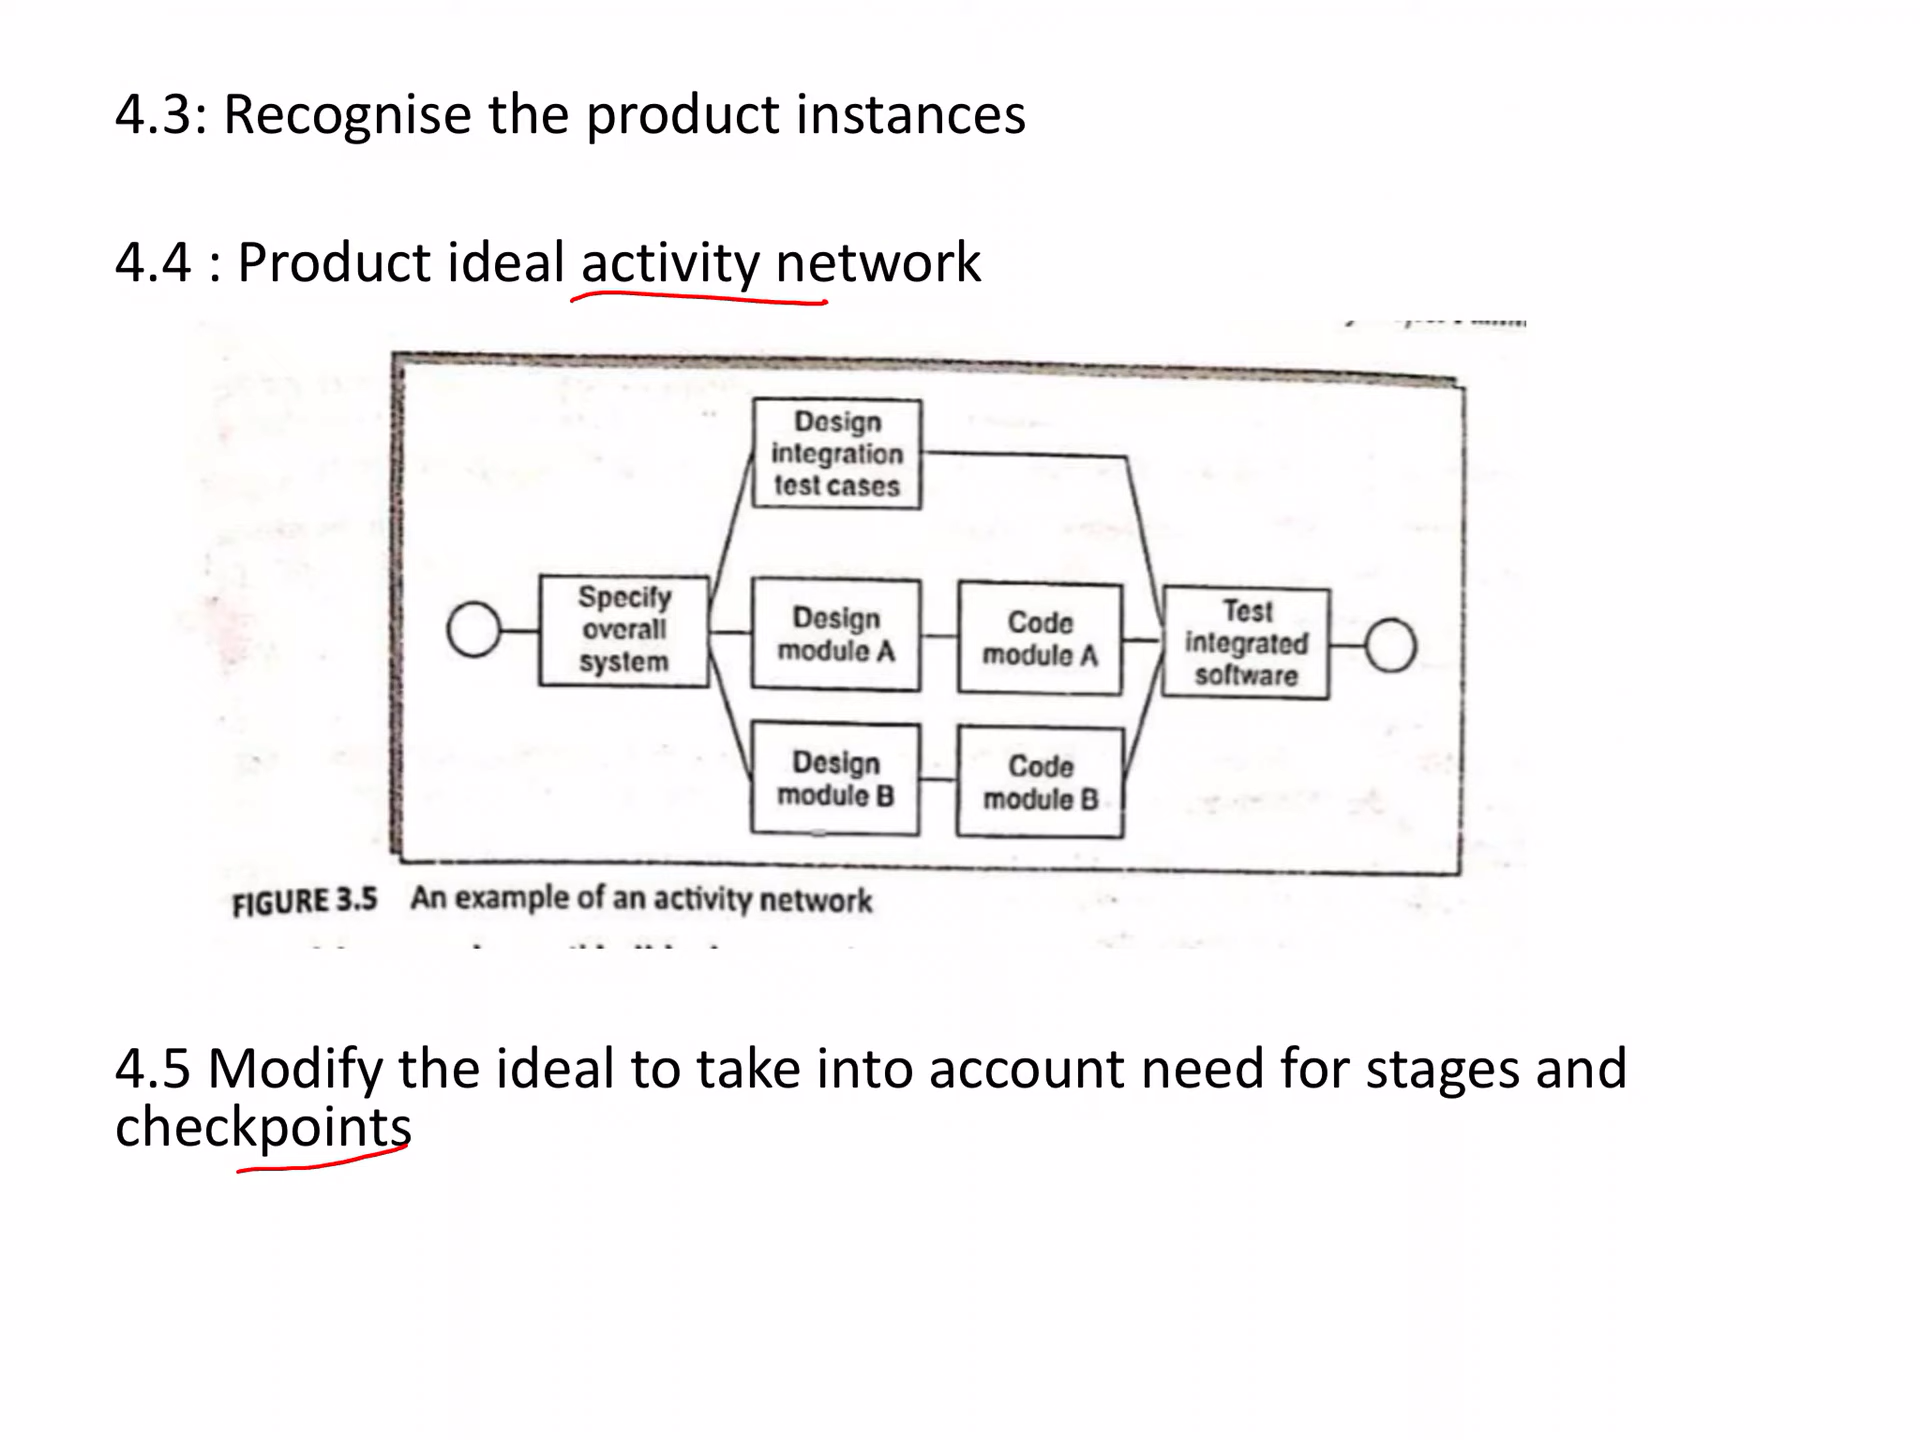 4.3: Recognise the product instances
4.4 : Product ideal activity network
Design
integration
test cases
Specify
overall
system
Design
module A
Code
module A
Test
integrated
software
Design
module B
Code
module B
FIGURE 3.5 An example of an activity network
4.5 Modify the ideal to take into account need for stages and
checkpoints